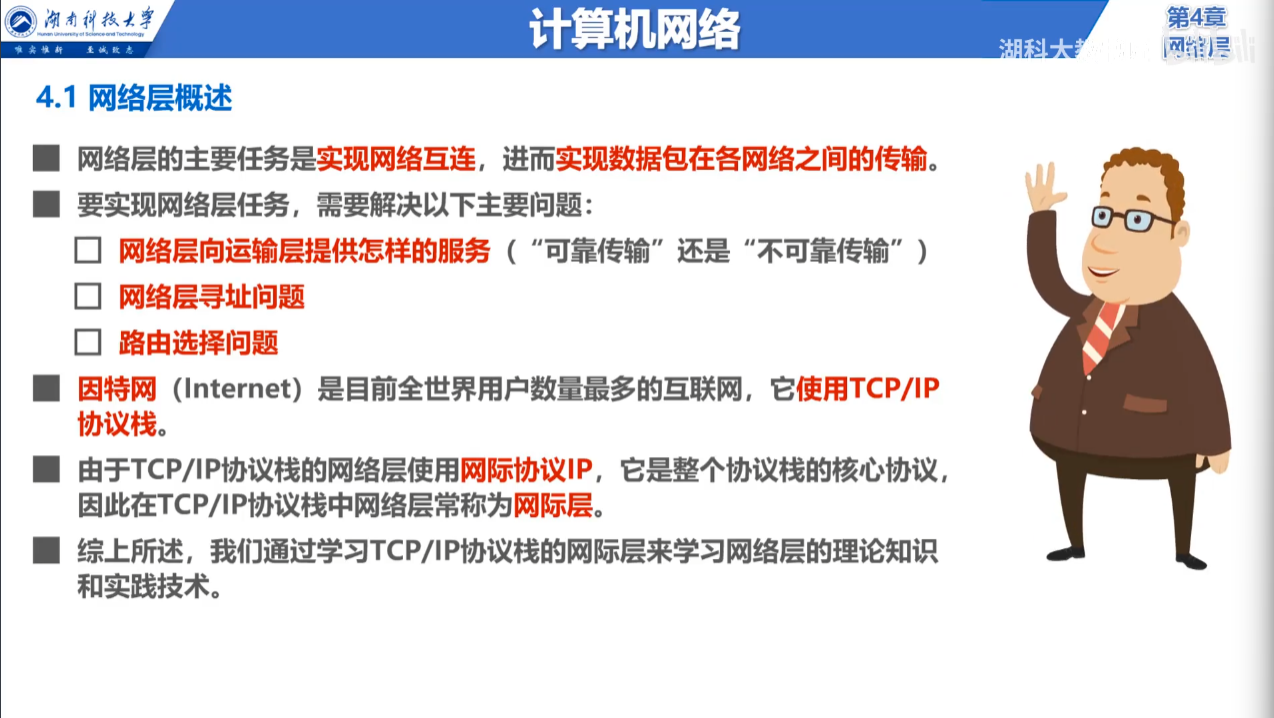 湖南科技大学
Hunan University of Science and Technology
唯实惟新 至诚致志
计算机网络
第4章
网络层
湖科大教
4.1 网络层概述
网络层的主要任务是实现网络互连，进而实现数据包在各网络之间的传输。
要实现网络层任务，需要解决以下主要问题：
网络层向运输层提供怎样的服务（“可靠传输”还是“不可靠传输”）
网络层寻址问题
路由选择问题
因特网（Internet）是目前全世界用户数量最多的互联网，它使用TCP/IP
协议栈。
由于TCP/IP协议栈的网络层使用网际协议IP，它是整个协议栈的核心协议，
因此在TCP/IP协议栈中网络层常称为网际层。
综上所述，我们通过学习TCP/IP协议栈的网际层来学习网络层的理论知识
和实践技术。